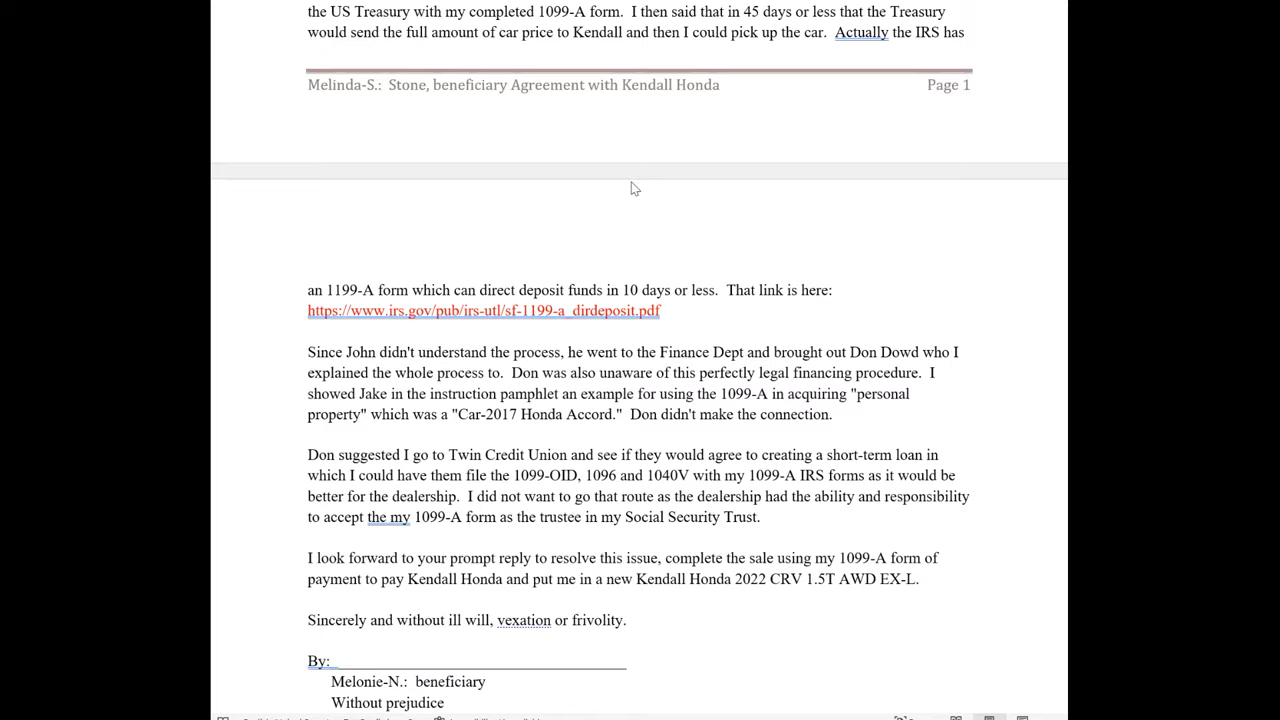 the US Treasury with my completed 1099-A form.  I then said that in 45 days or less that the Treasury
would send the full amount of car price to Kendall and then I could pick up the car.  Actually the IRS has
Melinda-S.:  Stone, beneficiary Agreement with Kendall Honda Page 1
an 1199-A form which can direct deposit funds in 10 days or less.  That link is here:
https://www.irs.gov/pub/irs-utl/sf-1199-a_dirdeposit.pdf
Since John didn't understand the process, he went to the Finance Dept and brought out Don Dowd who I
explained the whole process to.  Don was also unaware of this perfectly legal financing procedure.  I
showed Jake in the instruction pamphlet an example for using the 1099-A in acquiring "personal
property" which was a "Car-2017 Honda Accord."  Don didn't make the connection.
Don suggested I go to Twin Credit Union and see if they would agree to creating a short-term loan in
which I could have them file the 1099-OID, 1096 and 1040V with my 1099-A IRS forms as it would be
better for the dealership.  I did not want to go that route as the dealership had the ability and responsibility
to accept the my 1099-A form as the trustee in my Social Security Trust.
I look forward to your prompt reply to resolve this issue, complete the sale using my 1099-A form of
payment to pay Kendall Honda and put me in a new Kendall Honda 2022 CRV 1.5T AWD EX-L.
Sincerely and without ill will, vexation or frivolity.
By:
Melonie-N.:  beneficiary
Without prejudice